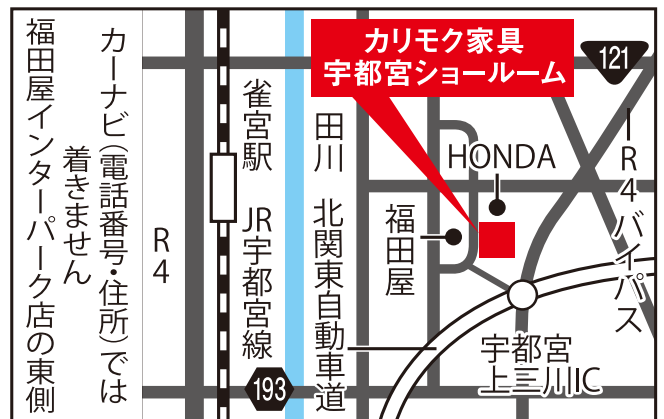 福田屋インターパーク店の東側
カーナビ(電話番号・住所)では
着きません
R4
雀宮駅
JR宇都宮線
193
田川
北関東自動車道
カリモク家具
宇都宮ショールーム
121
HONDA
福田屋
R4バイパス
宇都宮
上三川IC